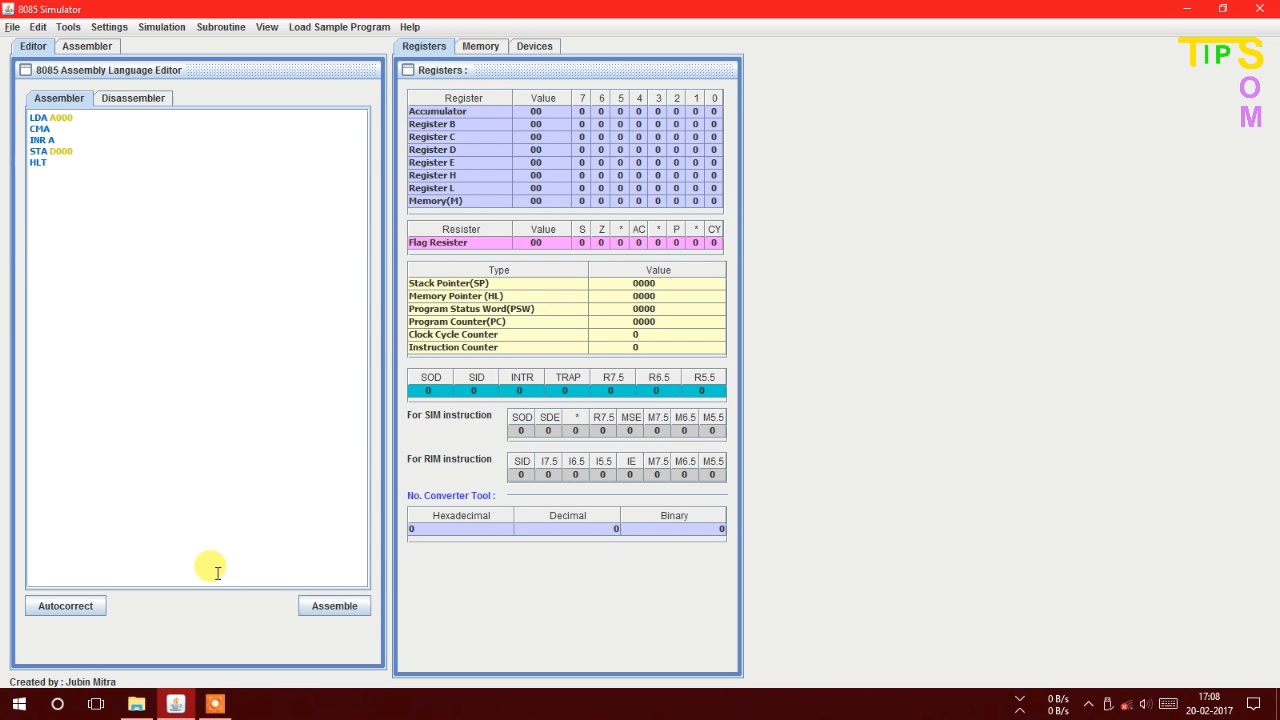 8085 Simulator
File Edit Tools Settings Simulation Subroutine View Load Sample Program Help
Editor Assembler
8085 Assembly Language Editor
Assembler Disassembler
LDA A000
CMA
INR A
STA D000
HLT
Autocorrect Assemble
Created by : Jubin Mitra
Registers Memory Devices
Registers :
Register Value 7 6 5 4 3 2 1 0
Accumulator 00 0 0 0 0 0 0 0 0
Register B 00 0 0 0 0 0 0 0 0
Register C 00 0 0 0 0 0 0 0 0
Register D 00 0 0 0 0 0 0 0 0
Register E 00 0 0 0 0 0 0 0 0
Register H 00 0 0 0 0 0 0 0 0
Register L 00 0 0 0 0 0 0 0 0
Memory(M) 00 0 0 0 0 0 0 0 0
Resister Value S Z * AC * P * CY
Flag Resister 00 0 0 0 0 0 0 0 0
Type Value
Stack Pointer(SP) 0000
Memory Pointer (HL) 0000
Program Status Word(PSW) 0000
Program Counter(PC) 0000
Clock Cycle Counter 0
Instruction Counter 0
SOD SID INTR TRAP R7.5 R6.5 R5.5
0 0 0 0 0 0 0
For SIM instruction SOD SDE * R7.5 MSE M7.5 M6.5 M5.5
0 0 0 0 0 0 0 0
For RIM instruction SID I7.5 I6.5 I5.5 IE M7.5 M6.5 M5.5
0 0 0 0 0 0 0 0
No. Converter Tool :
Hexadecimal Decimal Binary
0 0 0
TIPS
O
M
0 B/s
0 B/s
17:08
20-02-2017